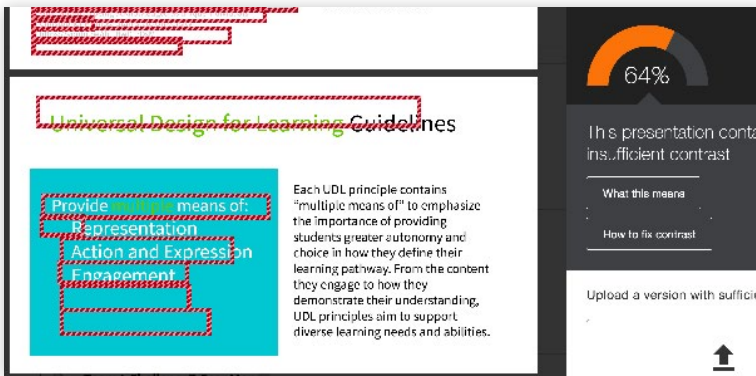 Universal Design for Learning Guidelines
Provide multiple means of:
Representation
Action and Expression
Engagement
Each UDL principle contains
"multiple means of" to emphasize
the importance of providing
students greater autonomy and
choice in how they define their
learning pathway. From the content
they engage to how they
demonstrate their understanding,
UDL principles aim to support
diverse learning needs and abilities.
64%
This presentation conta
insufficient contrast
What this means
How to fix contrast
Upload a version with suffici